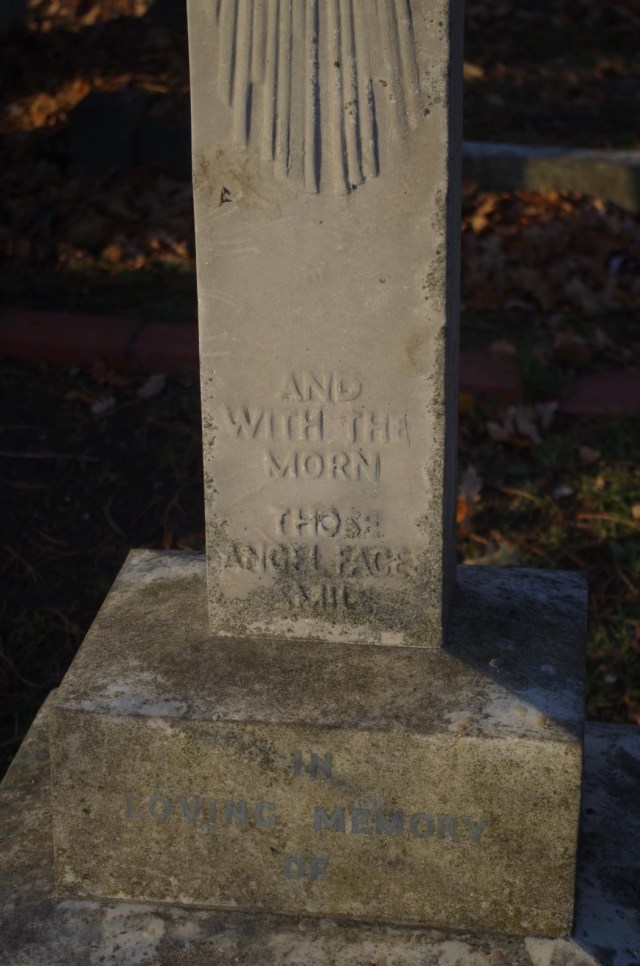 AND
WITH THE
MORN
THOSE
ANGEL FACES
SMILE
IN
LOVING MEMORY
OF